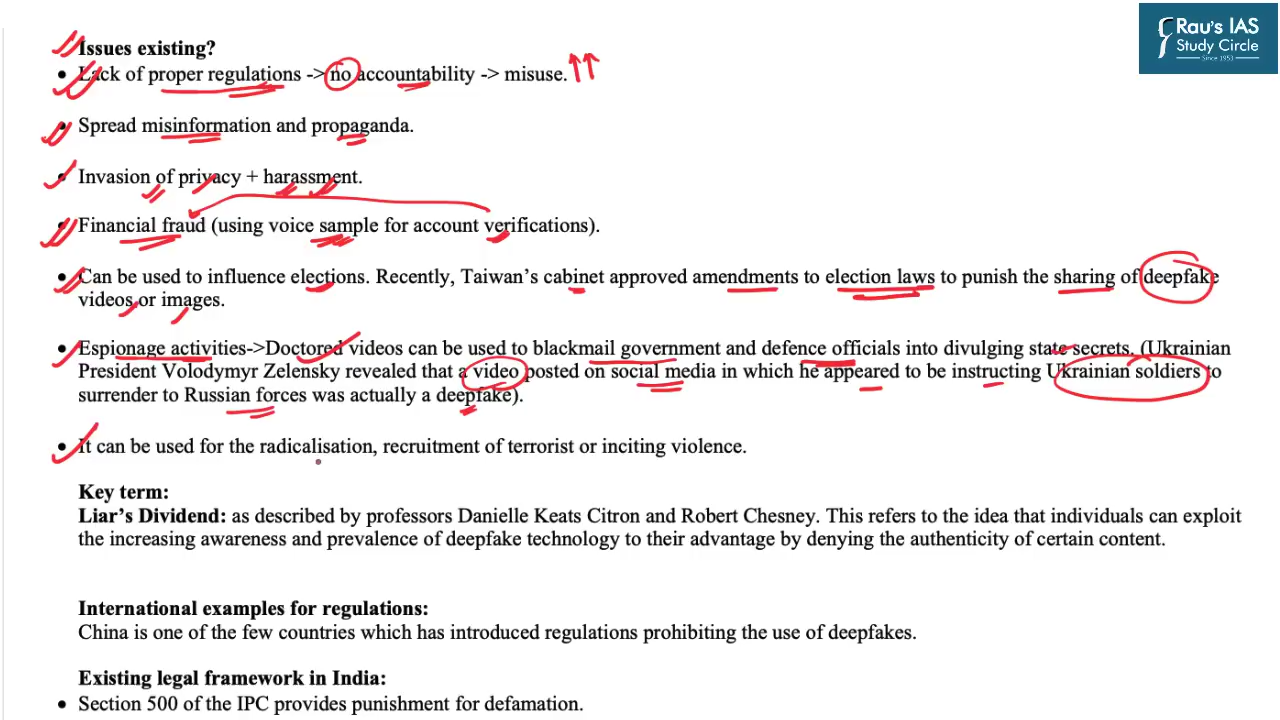 Rau's IAS
Study Circle
Since 1953
Issues existing?
• Lack of proper regulations -> no accountability -> misuse.
• Spread misinformation and propaganda.
• Invasion of privacy + harassment.
• Financial fraud (using voice sample for account verifications).
• Can be used to influence elections. Recently, Taiwan's cabinet approved amendments to election laws to punish the sharing of deepfake
videos or images.
• Espionage activities->Doctored videos can be used to blackmail government and defence officials into divulging state secrets. (Ukrainian
President Volodymyr Zelensky revealed that a video posted on social media in which he appeared to be instructing Ukrainian soldiers to
surrender to Russian forces was actually a deepfake).
• It can be used for the radicalisation, recruitment of terrorist or inciting violence.
Key term:
Liar's Dividend: as described by professors Danielle Keats Citron and Robert Chesney. This refers to the idea that individuals can exploit
the increasing awareness and prevalence of deepfake technology to their advantage by denying the authenticity of certain content.
International examples for regulations:
China is one of the few countries which has introduced regulations prohibiting the use of deepfakes.
Existing legal framework in India:
• Section 500 of the IPC provides punishment for defamation.